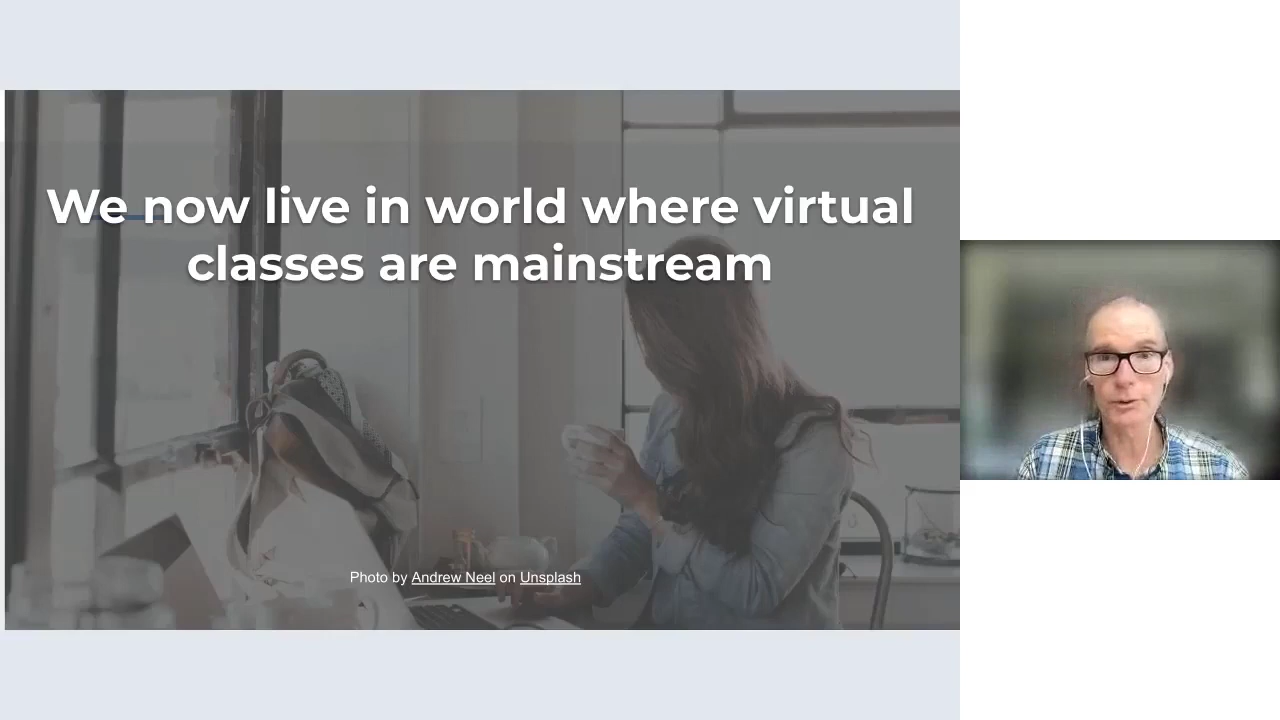 We now live in world where virtual
classes are mainstream
Photo by Andrew Neel on Unsplash